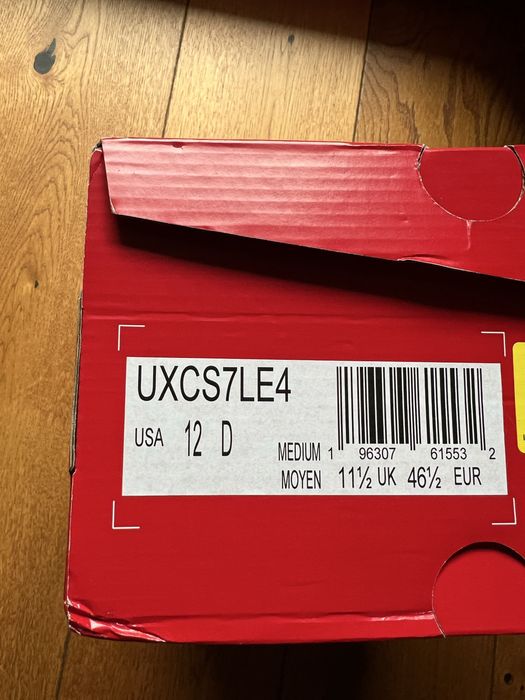 UXCS7LE4
USA 12 D
MEDIUM
MOYEN
1 96307 61553 2
11½ UK 46½ EUR